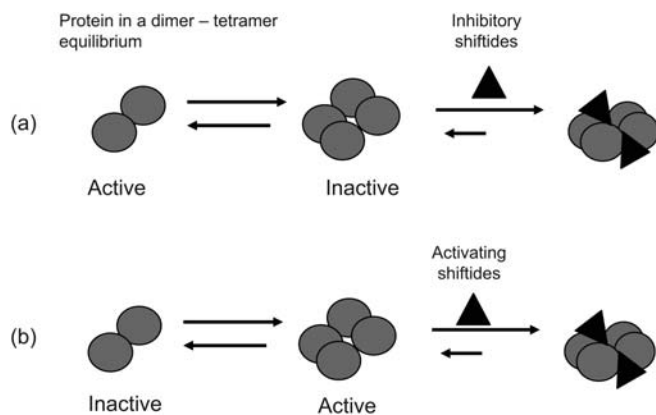 Protein in a dimer – tetramer
equilibrium
Inhibitory
shiftides
(a)
Active
Inactive
Activating
shiftides
(b)
Inactive
Active